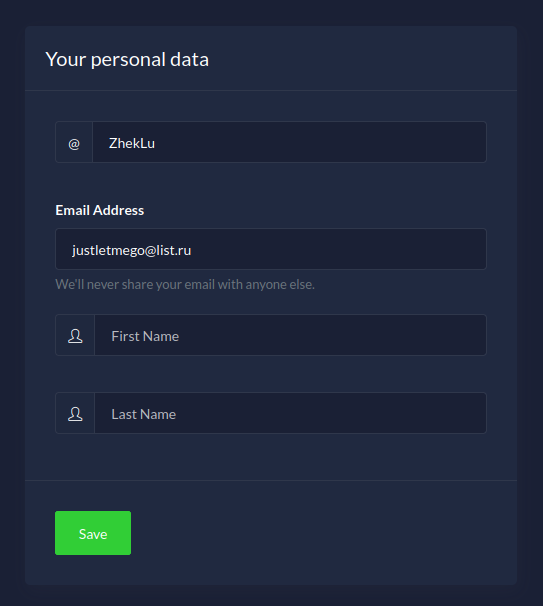 Your personal data
@ ZhekLu
Email Address
justletmego@list.ru
We'll never share your email with anyone else.
First Name
Last Name
Save